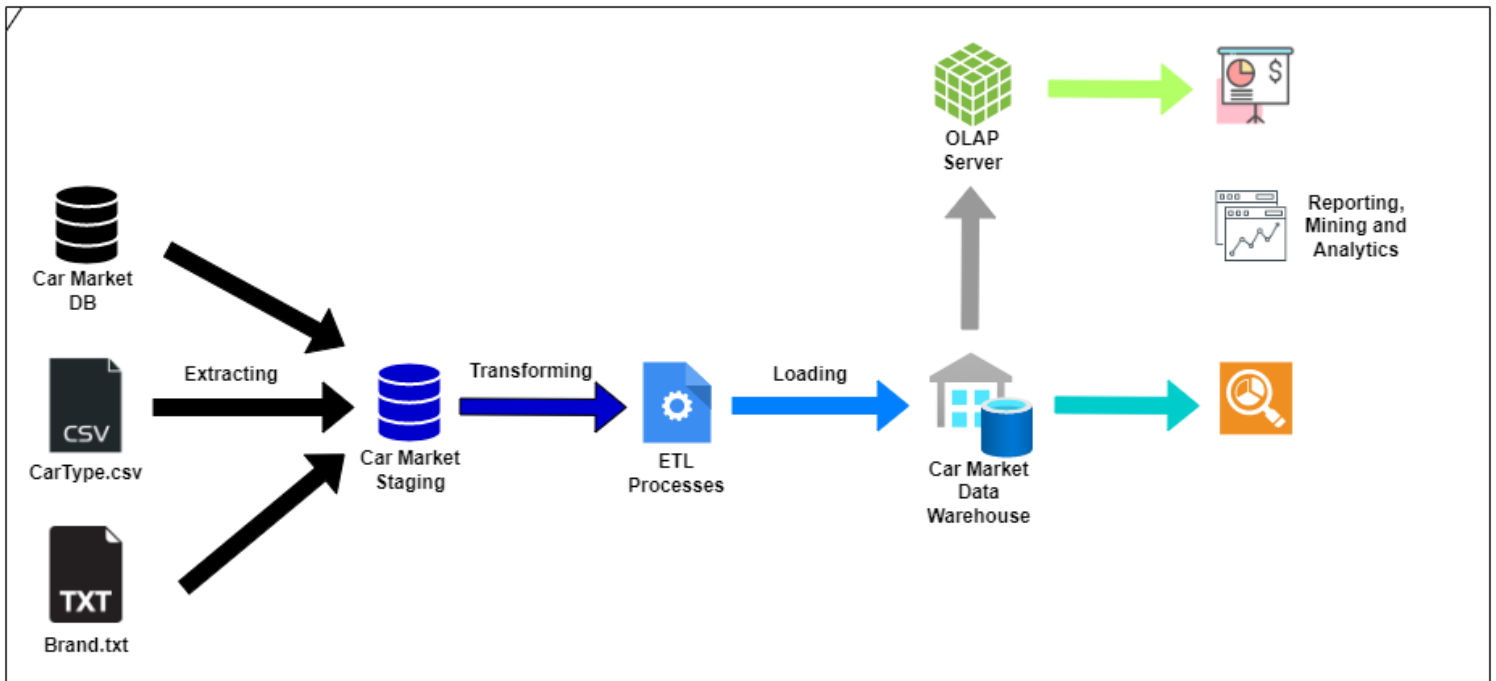 OLAP
Server
Reporting,
Mining and
Analytics
Car Market
DB
Extracting
CSV
CarType.csv
TXT
Brand.txt
Car Market
Staging
Transforming
ETL
Processes
Loading
Car Market
Data
Warehouse
$